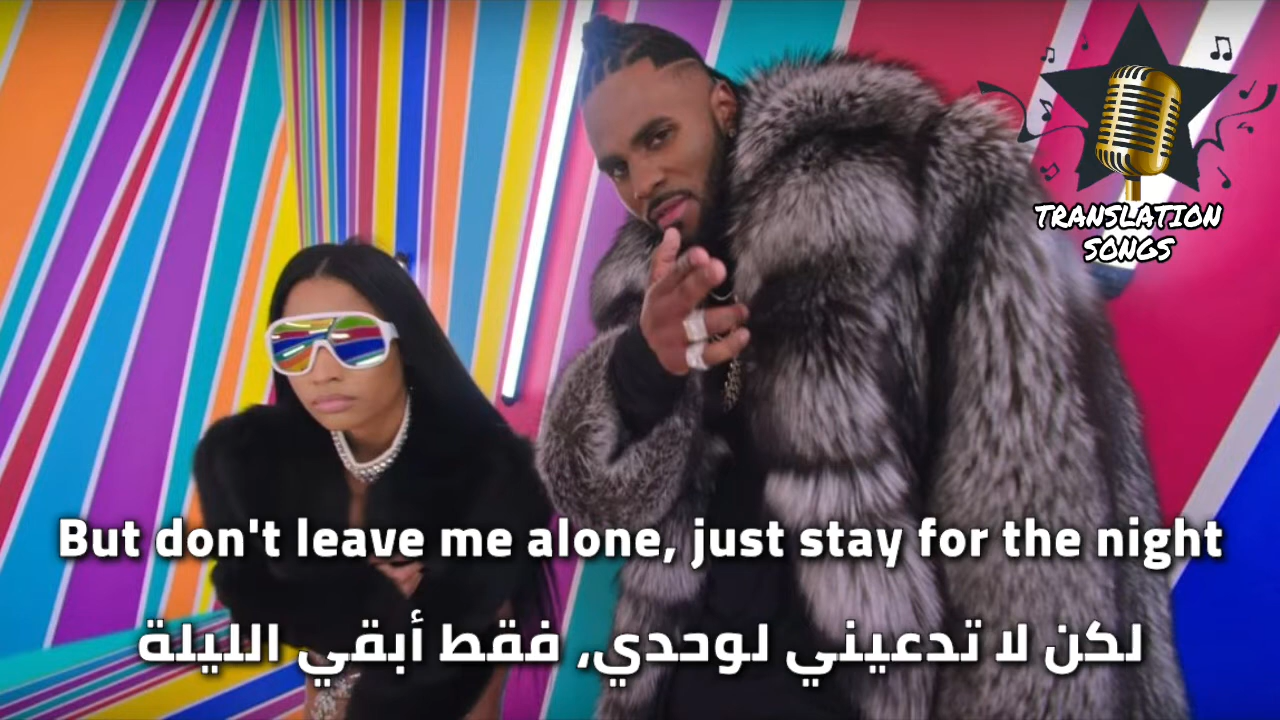 TRANSLATION
SONGS
But don't leave me alone, just stay for the night
لكن لا تدعيني لوحدي, فقط أبقي الليلة